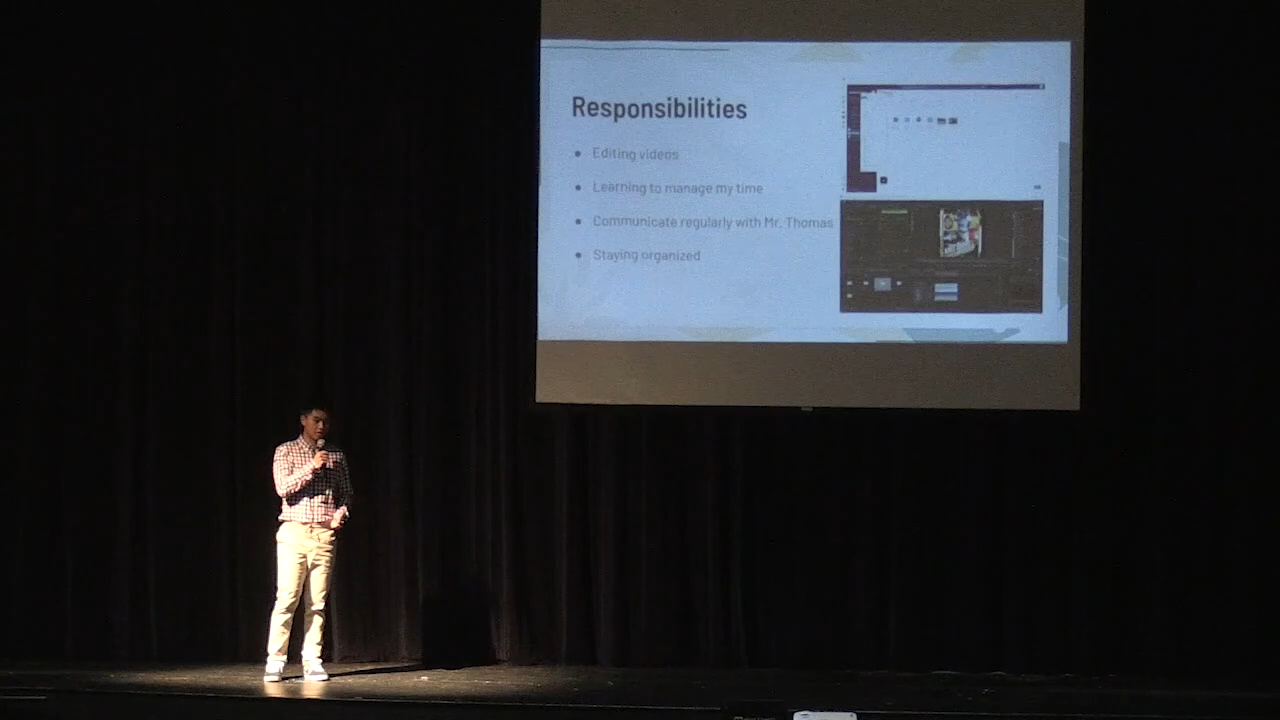 Responsibilities
● Editing videos
● Learning to manage my time
● Communicate regularly with Mr. Thomas
● Staying organized